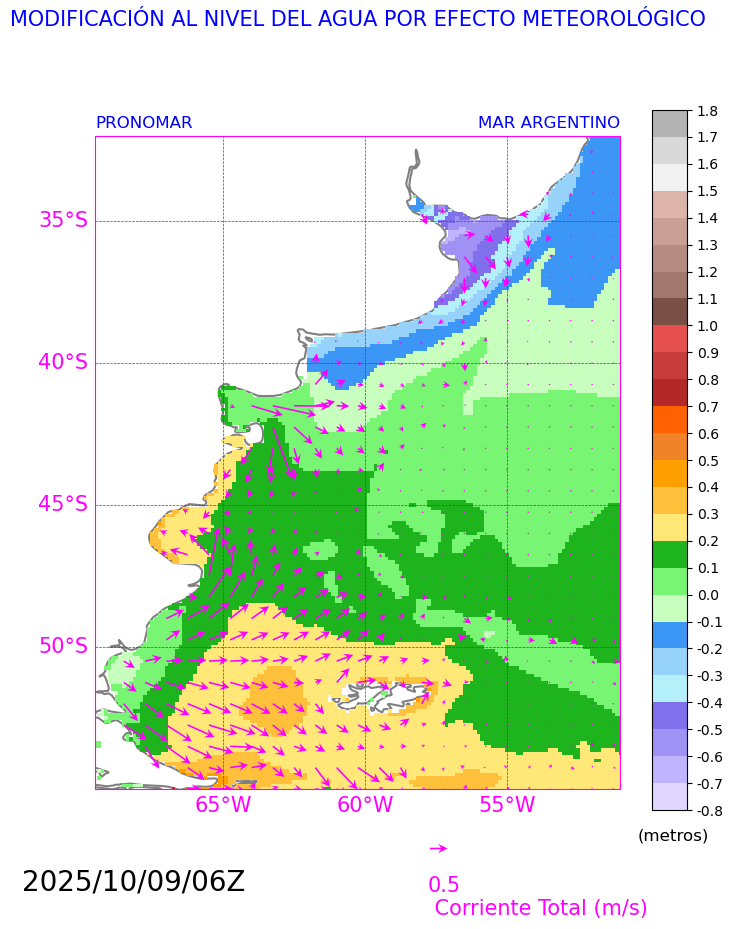 MODIFICACIÓN AL NIVEL DEL AGUA POR EFECTO METEOROLÓGICO
PRONOMAR
MAR ARGENTINO
35°S
40°S
45°S
50°S
65°W
60°W
55°W
1.8
1.7
1.6
1.5
1.4
1.3
1.2
1.1
1.0
0.9
0.8
0.7
0.6
0.5
0.4
0.3
0.2
0.1
0.0
-0.1
-0.2
-0.3
-0.4
-0.5
-0.6
-0.7
-0.8
(metros)
2025/10/09/06Z
0.5
Corriente Total (m/s)